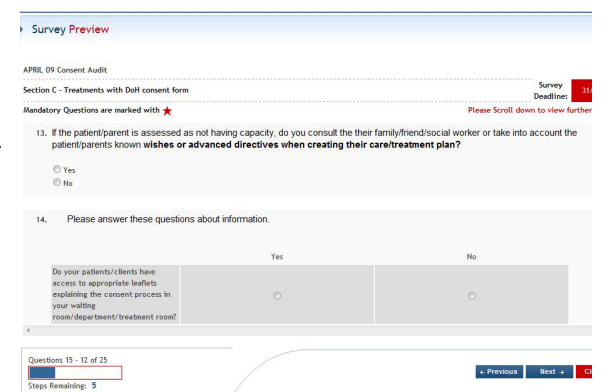 Survey Preview
APRIL 09 Consent Audit
Section C - Treatments with DoH consent form
Survey
Deadline:
31/
Mandatory Questions are marked with ★
Please Scroll down to view further
13. If the patient/parent is assessed as not having capacity, do you consult the their family/friend/social worker or take into account the
patient/parents known wishes or advanced directives when creating their care/treatment plan?
Yes
No
14. Please answer these questions about information.
Yes No
Do your patients/clients have
access to appropriate leaflets
explaining the consent process in
your waiting
room/department/treatment room?
Questions 15 - 12 of 25
Steps Remaining: 5
← Previous
Next →